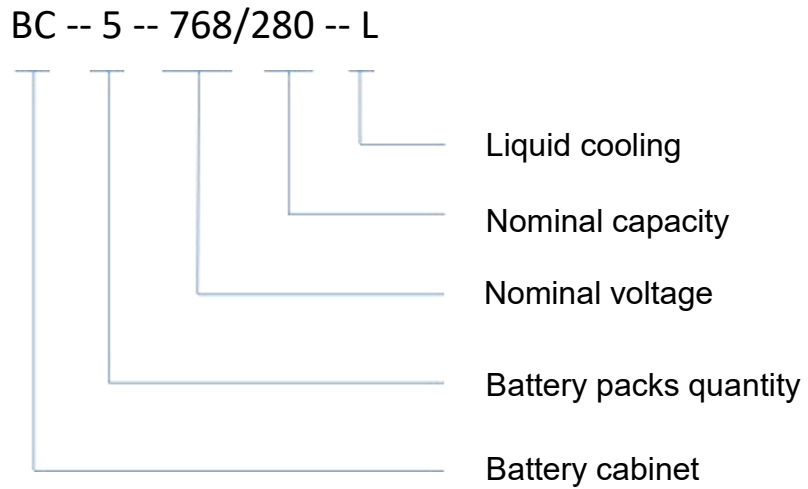 BC -- 5 -- 768/280 -- L
Liquid cooling
Nominal capacity
Nominal voltage
Battery packs quantity
Battery cabinet